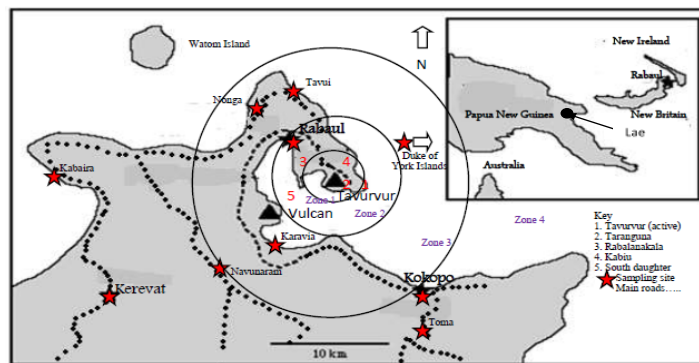 Watom Island
N
Tavui
Nonga
Rabaul
Kabaira
3
4
Duke of
York Islands
2
Tavurvur
5
Zone 1
Zone 2
Vulcan
Zone 3
Zone 4
Karavia
Navunaram
Kokopo
Kerevat
Toma
10 km
New Ireland
Rabaul
Papua New Guinea
New Britain
Lae
Australia
Key
1. Tavurvur (active)
2. Taranguna
3. Rabalanakala
4. Kabiu
5. South daughter
Sampling site
Main roads.....